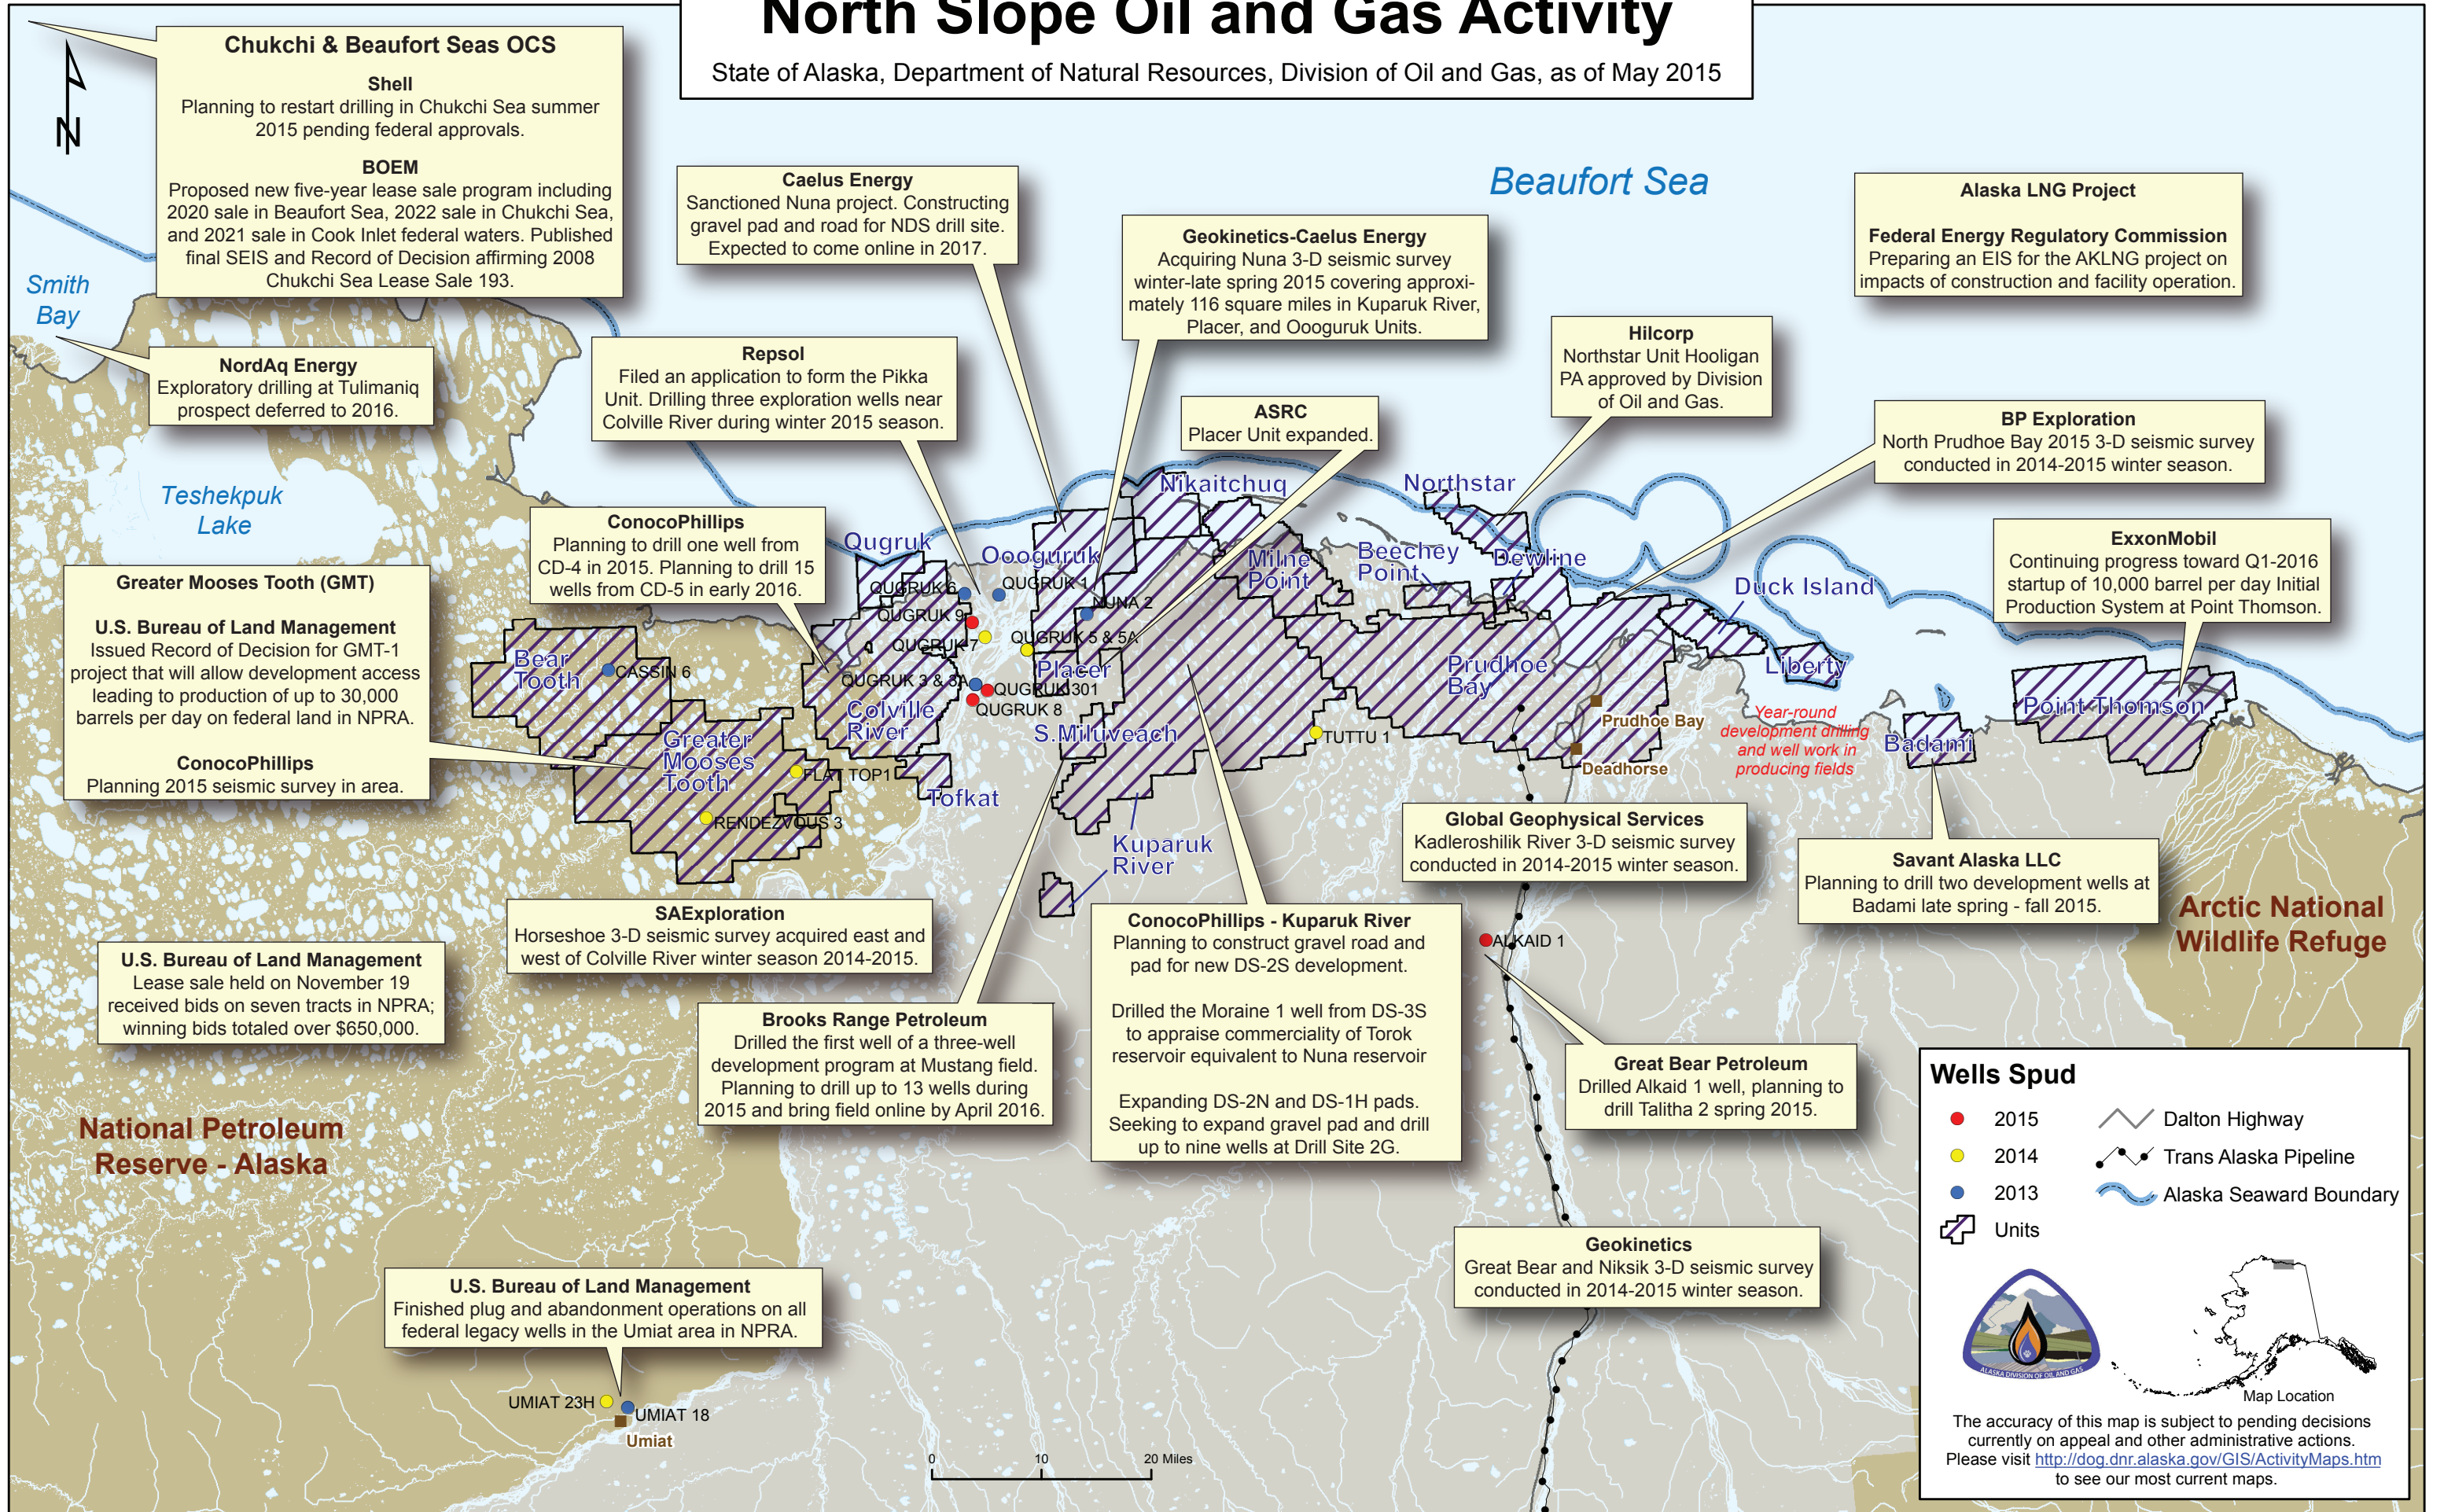 North Slope Oil and Gas Activity
State of Alaska, Department of Natural Resources, Division of Oil and Gas, as of May 2015
N
Chukchi & Beaufort Seas OCS
Shell
Planning to restart drilling in Chukchi Sea summer
2015 pending federal approvals.
BOEM
Proposed new five-year lease sale program including
2020 sale in Beaufort Sea, 2022 sale in Chukchi Sea,
and 2021 sale in Cook Inlet federal waters. Published
final SEIS and Record of Decision affirming 2008
Chukchi Sea Lease Sale 193.
Caelus Energy
Sanctioned Nuna project. Constructing
gravel pad and road for NDS drill site.
Expected to come online in 2017.
Geokinetics-Caelus Energy
Acquiring Nuna 3-D seismic survey
winter-late spring 2015 covering approxi-
mately 116 square miles in Kuparuk River,
Placer, and Oooguruk Units.
Beaufort Sea
Alaska LNG Project
Federal Energy Regulatory Commission
Preparing an EIS for the AKLNG project on
impacts of construction and facility operation.
Smith
Bay
NordAq Energy
Exploratory drilling at Tulimaniq
prospect deferred to 2016.
Repsol
Filed an application to form the Pikka
Unit. Drilling three exploration wells near
Colville River during winter 2015 season.
ASRC
Placer Unit expanded.
Hilcorp
Northstar Unit Hooligan
PA approved by Division
of Oil and Gas.
BP Exploration
North Prudhoe Bay 2015 3-D seismic survey
conducted in 2014-2015 winter season.
Teshekpuk
Lake
ConocoPhillips
Planning to drill one well from
CD-4 in 2015. Planning to drill 15
wells from CD-5 in early 2016.
ExxonMobil
Continuing progress toward Q1-2016
startup of 10,000 barrel per day Initial
Production System at Point Thomson.
Greater Mooses Tooth (GMT)
U.S. Bureau of Land Management
Issued Record of Decision for GMT-1
project that will allow development access
leading to production of up to 30,000
barrels per day on federal land in NPRA.
ConocoPhillips
Planning 2015 seismic survey in area.
Nikaitchuq
Northstar
Qugruk
Oooguruk
Milne
Point
Beechey
Point
Dewline
Duck Island
QUGRUK 6
QUGRUK 1
NUNA 2
QUGRUK 9
QUGRUK 7
QUGRUK 5 & 5A
Bear
Tooth
CASSIN 6
Placer
Prudhoe
Bay
Liberty
QUGRUK 3 & 3A
QUGRUK 301
QUGRUK 8
Colville
River
Point Thomson
Prudhoe Bay
S.Miluveach
TUTTU 1
Year-round
development drilling
and well work in
producing fields
Badami
Greater
Mooses
Tooth
FLAT TOP1
Deadhorse
Tofkat
RENDEZVOUS 3
Kuparuk
River
Global Geophysical Services
Kadleroshilik River 3-D seismic survey
conducted in 2014-2015 winter season.
Savant Alaska LLC
Planning to drill two development wells at
Badami late spring - fall 2015.
Arctic National
Wildlife Refuge
SAExploration
Horseshoe 3-D seismic survey acquired east and
west of Colville River winter season 2014-2015.
ConocoPhillips - Kuparuk River
Planning to construct gravel road and
pad for new DS-2S development.
Drilled the Moraine 1 well from DS-3S
to appraise commerciality of Torok
reservoir equivalent to Nuna reservoir
Expanding DS-2N and DS-1H pads.
Seeking to expand gravel pad and drill
up to nine wells at Drill Site 2G.
ALKAID 1
U.S. Bureau of Land Management
Lease sale held on November 19
received bids on seven tracts in NPRA;
winning bids totaled over $650,000.
Brooks Range Petroleum
Drilled the first well of a three-well
development program at Mustang field.
Planning to drill up to 13 wells during
2015 and bring field online by April 2016.
Great Bear Petroleum
Drilled Alkaid 1 well, planning to
drill Talitha 2 spring 2015.
National Petroleum
Reserve - Alaska
Geokinetics
Great Bear and Niksik 3-D seismic survey
conducted in 2014-2015 winter season.
U.S. Bureau of Land Management
Finished plug and abandonment operations on all
federal legacy wells in the Umiat area in NPRA.
UMIAT 23H
UMIAT 18
Umiat
0 10 20 Miles
Wells Spud
2015
2014
2013
Units
Dalton Highway
Trans Alaska Pipeline
Alaska Seaward Boundary
ALASKA DIVISION OF OIL AND GAS
Map Location
The accuracy of this map is subject to pending decisions
currently on appeal and other administrative actions.
Please visit http://dog.dnr.alaska.gov/GIS/ActivityMaps.htm
to see our most current maps.